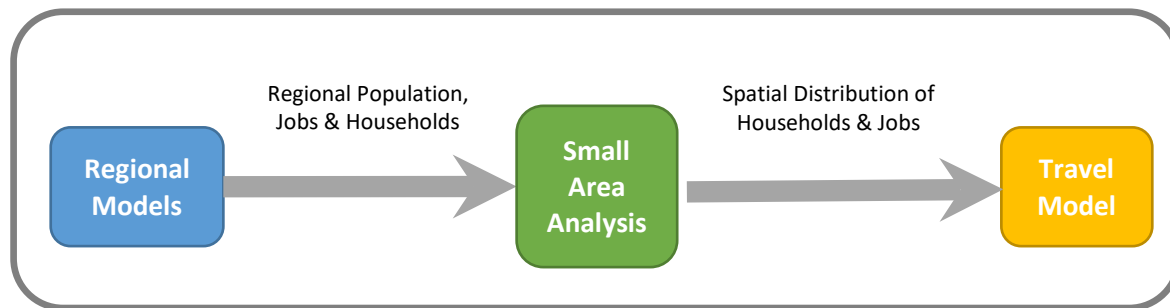 Regional Population,
Jobs & Households
Spatial Distribution of
Households & Jobs
Regional
Models
Small
Area
Analysis
Travel
Model